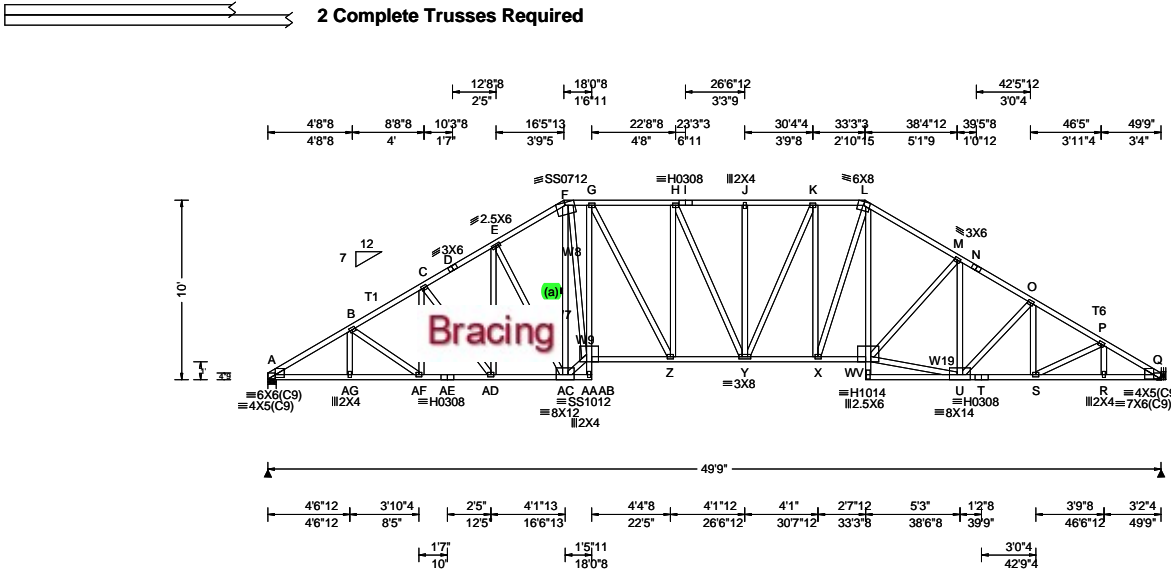 2 Complete Trusses Required
12'8"8 18'0"8 26'6"12 42'5"12
2'5" 1'6"11 3'3"9 3'0"4
4'8"8 8'8"8 10'3"8 16'5"13 22'8"8 23'3"3 30'4"4 33'3"3 38'4"12 39'5"8 46'5" 49'9"
4'8"8 4' 1'7" 3'9"5 4'8" 6"11 3'9"8 2'10"15 5'1"9 1'0"12 3'11"4 3'4"
≡SS0712 ≡H0308 |||2X4 ≡6X8
F G H I J K L
≡2.5X6
E
≡3X6
M N
12
7
≡3X6
D
W8
C
10'
(a)
T1
O
B
Bracing
7
T6
P
W9
A
W19
Q
Z Y X WV
≡3X8
AG AF AE AD AC AA AB
U T S R
≡6X6(C9)
≡4X5(C9)
|||2X4
≡H0308
≡SS1012
≡8X12
|||2X4
≡H1014
|||2.5X6
≡H0308
≡8X14
|||2X4
≡4X5(C9
≡7X6(C9)
49'9"
4'6"12 3'10"4 2'5" 4'1"13 4'4"8 4'1"12 4'1" 2'7"12 5'3" 1'2"8 3'9"8 3'2"4
4'6"12 8'5" 12'5" 16'6"13 22'5" 26'6"12 30'7"12 33'3"8 38'6"8 39'9" 46'6"12 49'9"
1'7" 1'5"11 3'0"4
10" 18'0"8 42'9"4